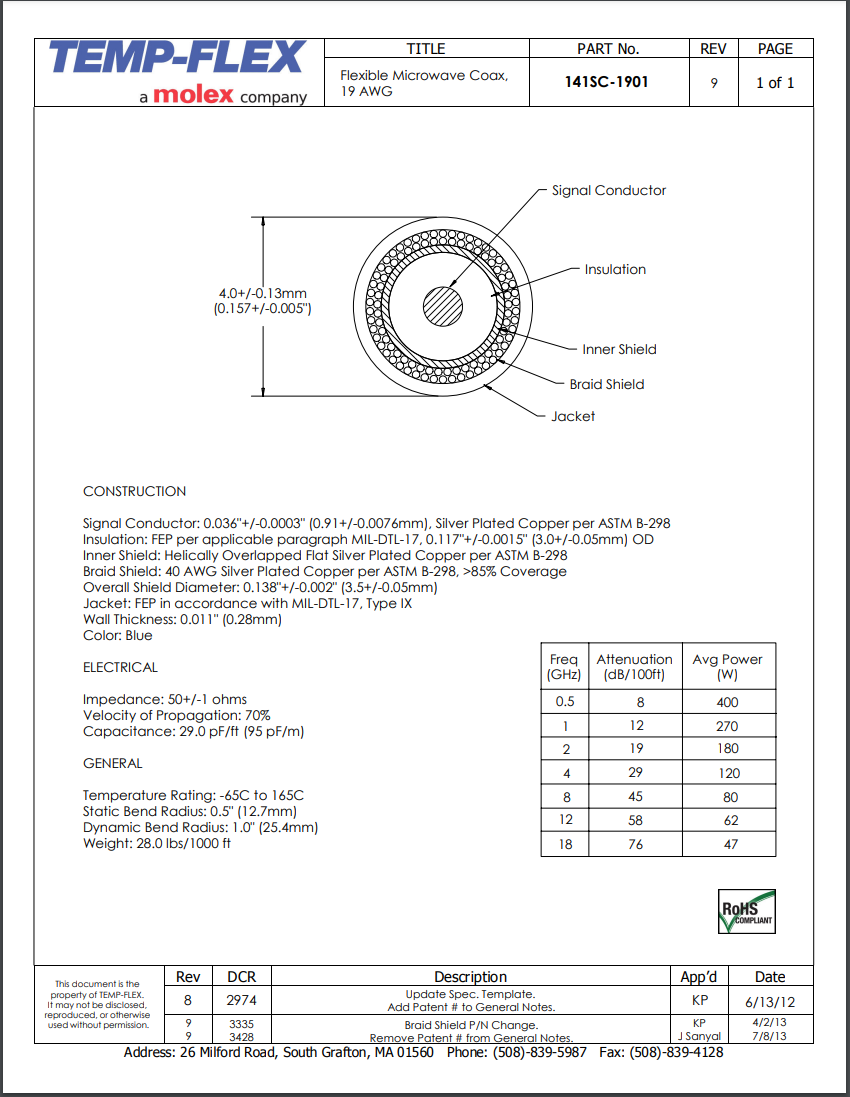 TEMP-FLEX
a molex company
TITLE
PART No.
REV
PAGE
Flexible Microwave Coax,
19 AWG
141SC-1901
9
1 of 1
Signal Conductor
Insulation
4.0+/-0.13mm
(0.157+/-0.005")
Inner Shield
Braid Shield
Jacket
CONSTRUCTION
Signal Conductor: 0.036"+/-0.0003" (0.91+/-0.0076mm), Silver Plated Copper per ASTM B-298
Insulation: FEP per applicable paragraph MIL-DTL-17, 0.117"+/-0.0015" (3.0+/-0.05mm) OD
Inner Shield: Helically Overlapped Flat Silver Plated Copper per ASTM B-298
Braid Shield: 40 AWG Silver Plated Copper per ASTM B-298, >85% Coverage
Overall Shield Diameter: 0.138"+/-0.002" (3.5+/-0.05mm)
Jacket: FEP in accordance with MIL-DTL-17, Type IX
Wall Thickness: 0.011" (0.28mm)
Color: Blue
ELECTRICAL
Impedance: 50+/-1 ohms
Velocity of Propagation: 70%
Capacitance: 29.0 pF/ft (95 pF/m)
GENERAL
Temperature Rating: -65C to 165C
Static Bend Radius: 0.5" (12.7mm)
Dynamic Bend Radius: 1.0" (25.4mm)
Weight: 28.0 lbs/1000 ft
Freq (GHz) Attenuation (dB/100ft) Avg Power (W)
0.5 8 400
1 12 270
2 19 180
4 29 120
8 45 80
12 58 62
18 76 47
RoHS
COMPLIANT
This document is the
property of TEMP-FLEX.
It may not be disclosed,
reproduced, or otherwise
used without permission.
Rev DCR Description App'd Date
8 2974 Update Spec. Template. Add Patent # to General Notes. KP 6/13/12
9 3335 Braid Shield P/N Change. KP 4/2/13
9 3428 Remove Patent # from General Notes. J Sanyal 7/8/13
Address: 26 Milford Road, South Grafton, MA 01560 Phone: (508)-839-5987 Fax: (508)-839-4128